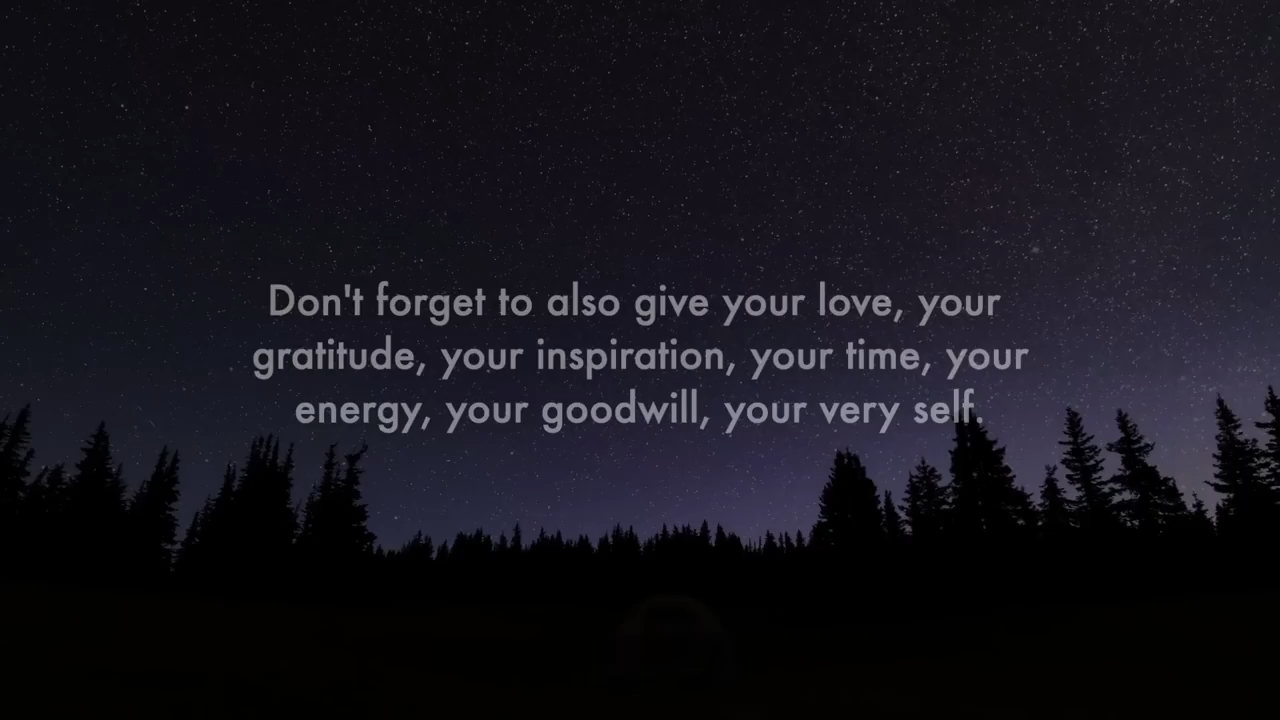 Don't forget to also give your love, your
gratitude, your inspiration, your time, your
energy, your goodwill, your very self.